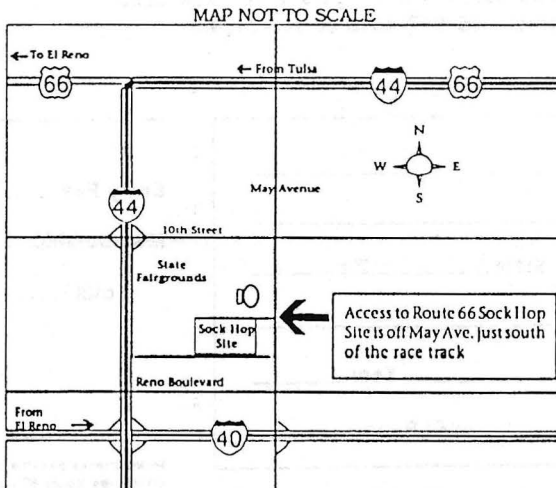 MAP NOT TO SCALE
To El Reno
66
From Tulsa
44
66
N
W E
S
May Avenue
44
10th Street
State
Fairgrounds
Sock Hop
Site
Access to Route 66 Sock Hop
Site is off May Ave. just south
of the race track
Reno Boulevard
From
El Reno
40